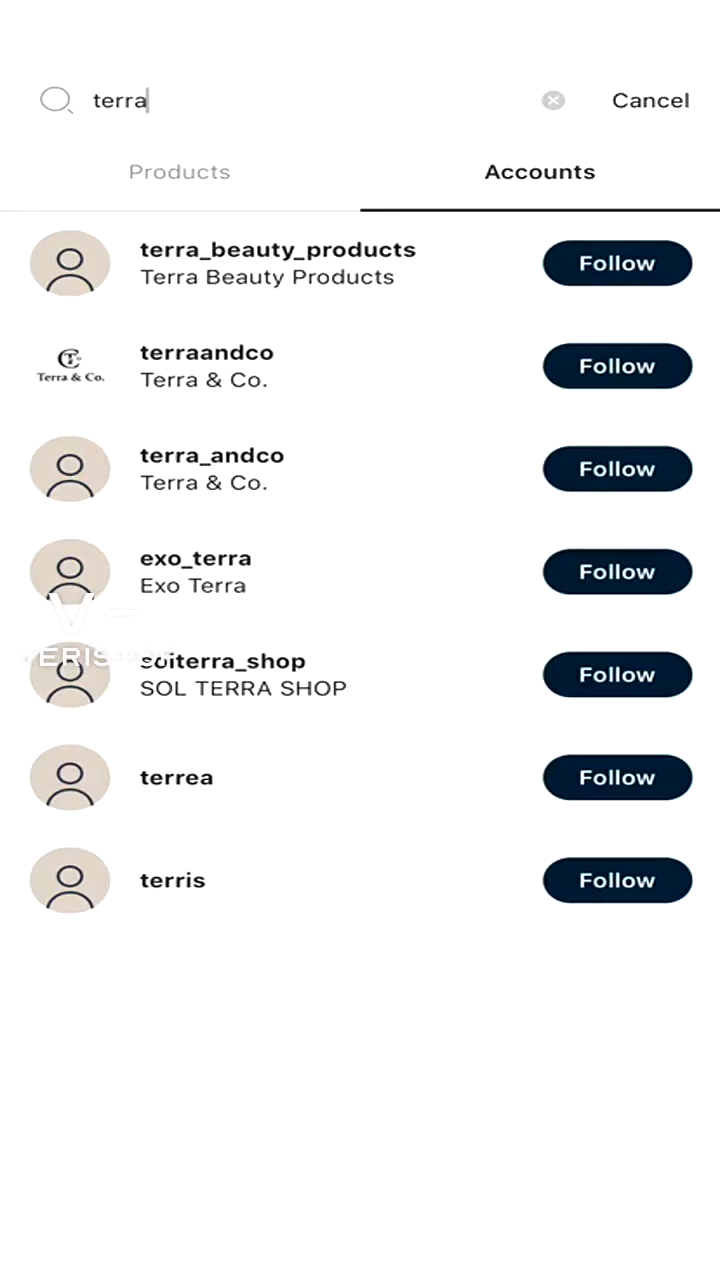 terra
Cancel
Products
Accounts
terra_beauty_products
Terra Beauty Products
Follow
Terra & Co.
terraandco
Terra & Co.
Follow
terra_andco
Terra & Co.
Follow
exo_terra
Exo Terra
Follow
solterra_shop
SOL TERRA SHOP
Follow
terrea
Follow
terris
Follow